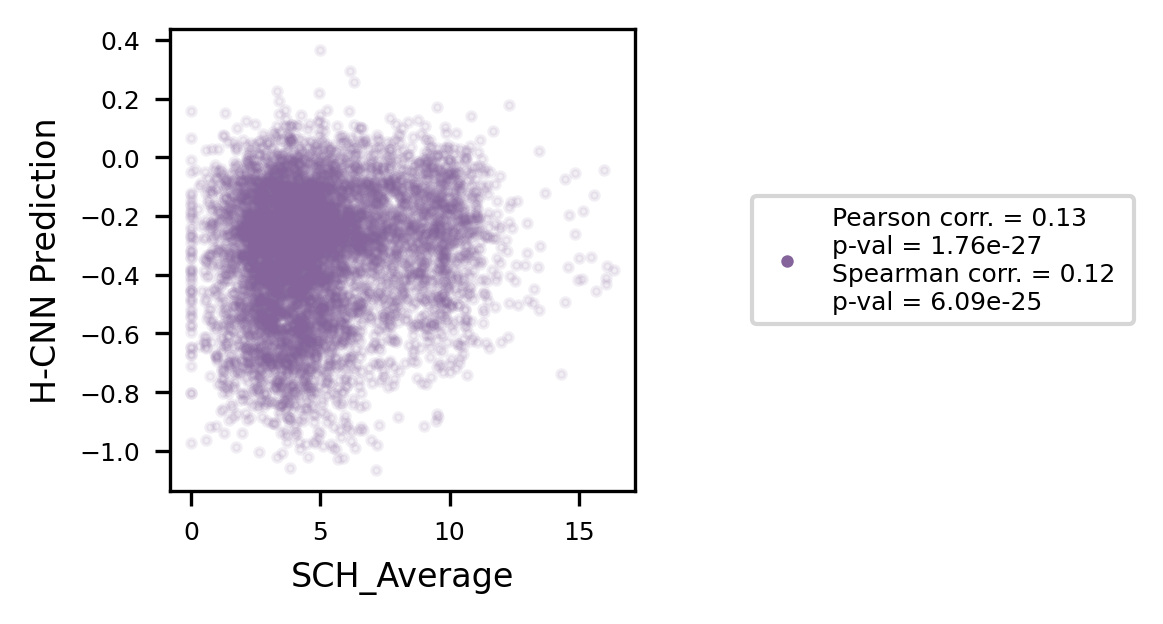 0.4
0.2
0.0
−0.2
−0.4
−0.6
−0.8
−1.0
H-CNN Prediction
0 5 10 15
SCH_Average
Pearson corr. = 0.13
p-val = 1.76e-27
Spearman corr. = 0.12
p-val = 6.09e-25